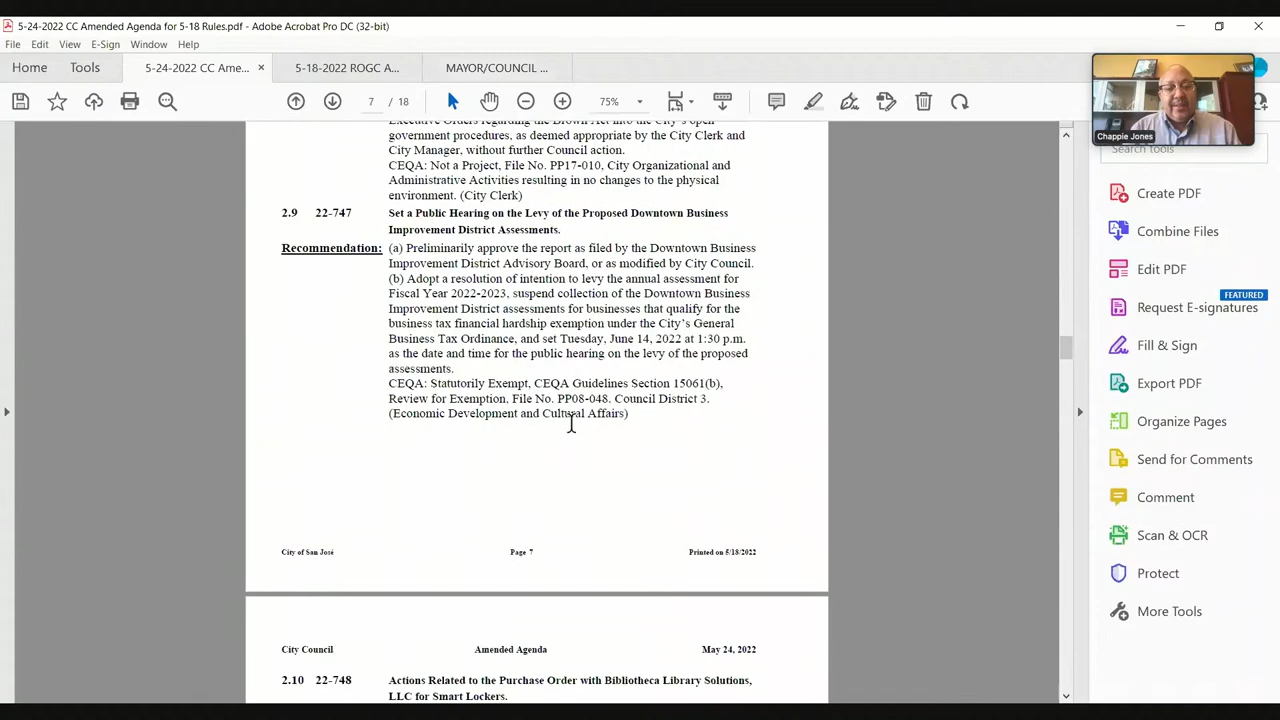 5-24-2022 CC Amended Agenda for 5-18 Rules.pdf - Adobe Acrobat Pro DC (32-bit)
File Edit View E-Sign Window Help
Home Tools 5-24-2022 CC Ame... × 5-18-2022 ROGC A... MAYOR/COUNCIL ...
7 / 18 75%
Chappie Jones
Search tools
Create PDF
Combine Files
Edit PDF
FEATURED
Request E-signatures
Fill & Sign
Export PDF
Organize Pages
Send for Comments
Comment
Scan & OCR
Protect
More Tools
Executive Orders regarding the Brown Act into the City's open
government procedures, as deemed appropriate by the City Clerk and
City Manager, without further Council action.
CEQA: Not a Project, File No. PP17-010, City Organizational and
Administrative Activities resulting in no changes to the physical
environment. (City Clerk)
2.9 22-747 Set a Public Hearing on the Levy of the Proposed Downtown Business
Improvement District Assessments.
Recommendation: (a) Preliminarily approve the report as filed by the Downtown Business
Improvement District Advisory Board, or as modified by City Council.
(b) Adopt a resolution of intention to levy the annual assessment for
Fiscal Year 2022-2023, suspend collection of the Downtown Business
Improvement District assessments for businesses that qualify for the
business tax financial hardship exemption under the City's General
Business Tax Ordinance, and set Tuesday, June 14, 2022 at 1:30 p.m.
as the date and time for the public hearing on the levy of the proposed
assessments.
CEQA: Statutorily Exempt, CEQA Guidelines Section 15061(b),
Review for Exemption, File No. PP08-048. Council District 3.
(Economic Development and Cultural Affairs)
City of San José Page 7 Printed on 5/18/2022
City Council Amended Agenda May 24, 2022
2.10 22-748 Actions Related to the Purchase Order with Bibliotheca Library Solutions,
LLC for Smart Lockers.